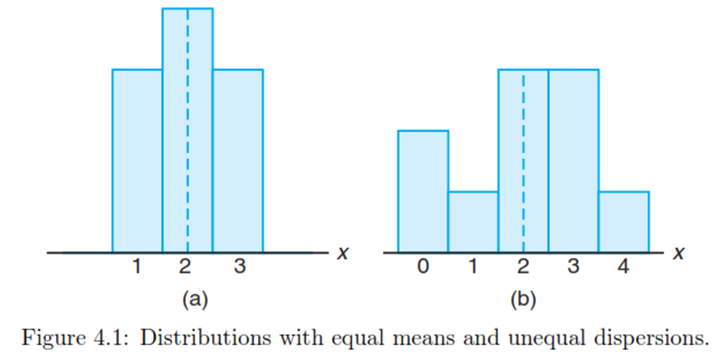 1 2 3 x
(a)
0 1 2 3 4 x
(b)
Figure 4.1: Distributions with equal means and unequal dispersions.